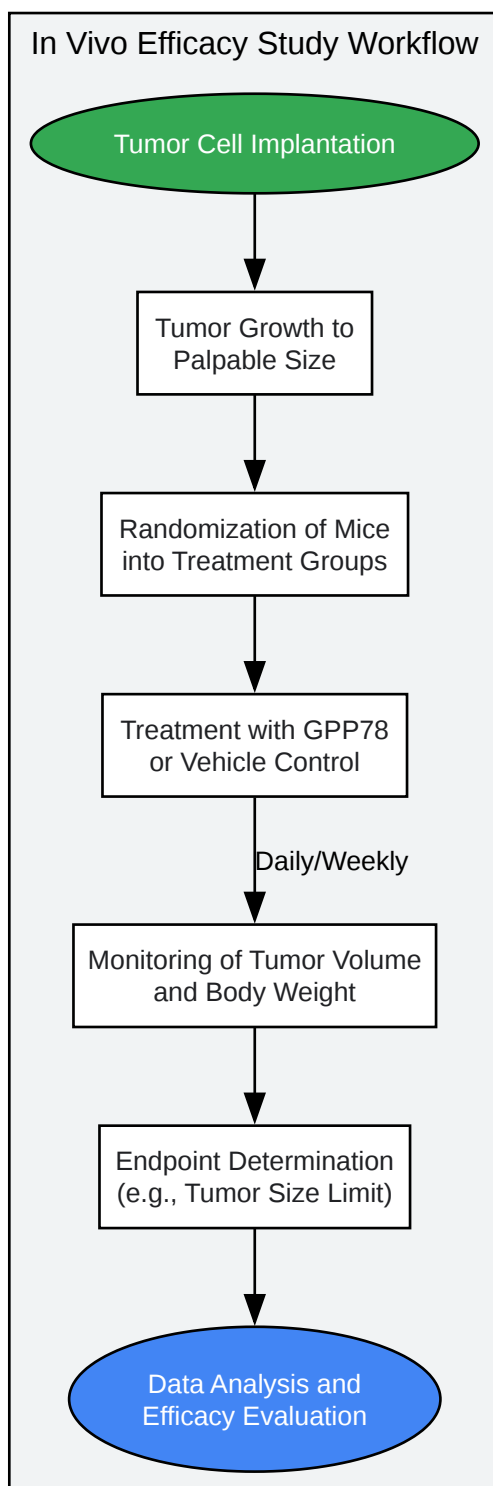 In Vivo Efficacy Study Workflow
Tumor Cell Implantation
Tumor Growth to
Palpable Size
Randomization of Mice
into Treatment Groups
Treatment with GPP78
or Vehicle Control
Daily/Weekly
Monitoring of Tumor Volume
and Body Weight
Endpoint Determination
(e.g., Tumor Size Limit)
Data Analysis and
Efficacy Evaluation